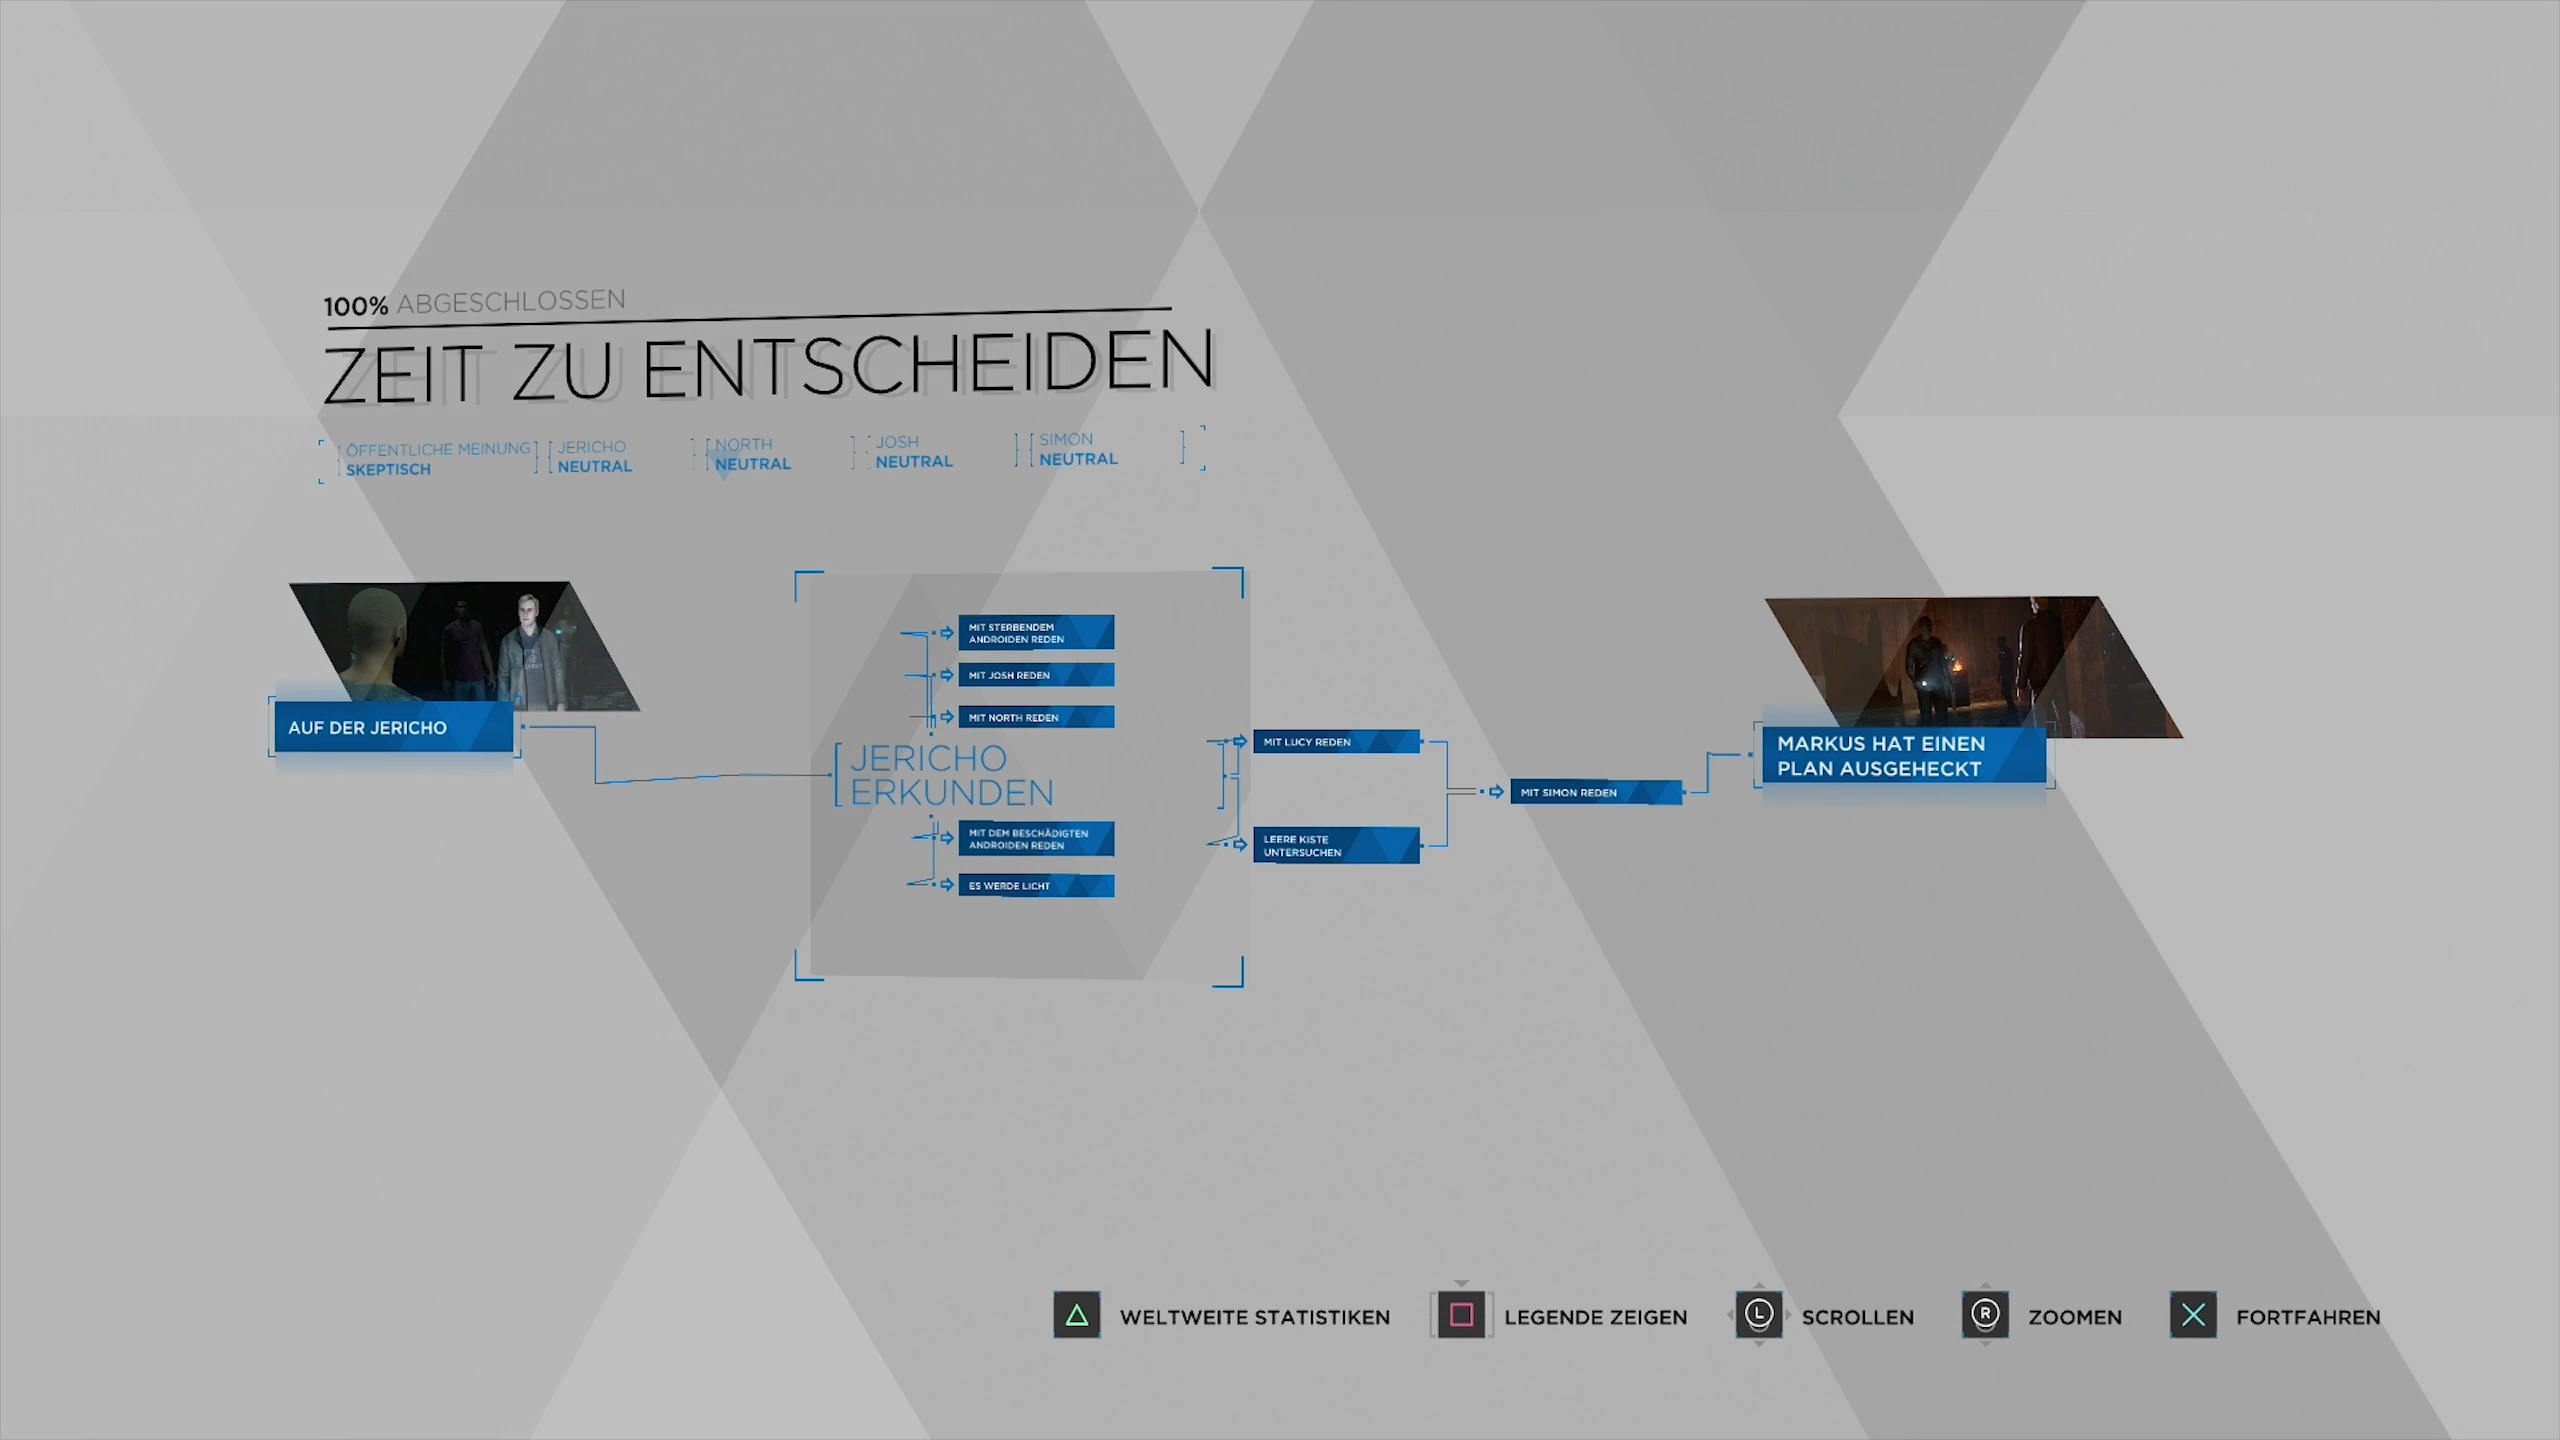 100% ABGESCHLOSSEN
ZEIT ZU ENTSCHEIDEN
ÖFFENTLICHE MEINUNG
SKEPTISCH
JERICHO
NEUTRAL
NORTH
NEUTRAL
JOSH
NEUTRAL
SIMON
NEUTRAL
AUF DER JERICHO
MIT STERBENDEM
ANDROIDEN REDEN
MIT JOSH REDEN
MIT NORTH REDEN
JERICHO
ERKUNDEN
MIT DEM BESCHÄDIGTEN
ANDROIDEN REDEN
ES WERDE LICHT
MIT LUCY REDEN
LEERE KISTE
UNTERSUCHEN
MIT SIMON REDEN
MARKUS HAT EINEN
PLAN AUSGEHECKT
WELTWEITE STATISTIKEN
LEGENDE ZEIGEN
L SCROLLEN
R ZOOMEN
FORTFAHREN